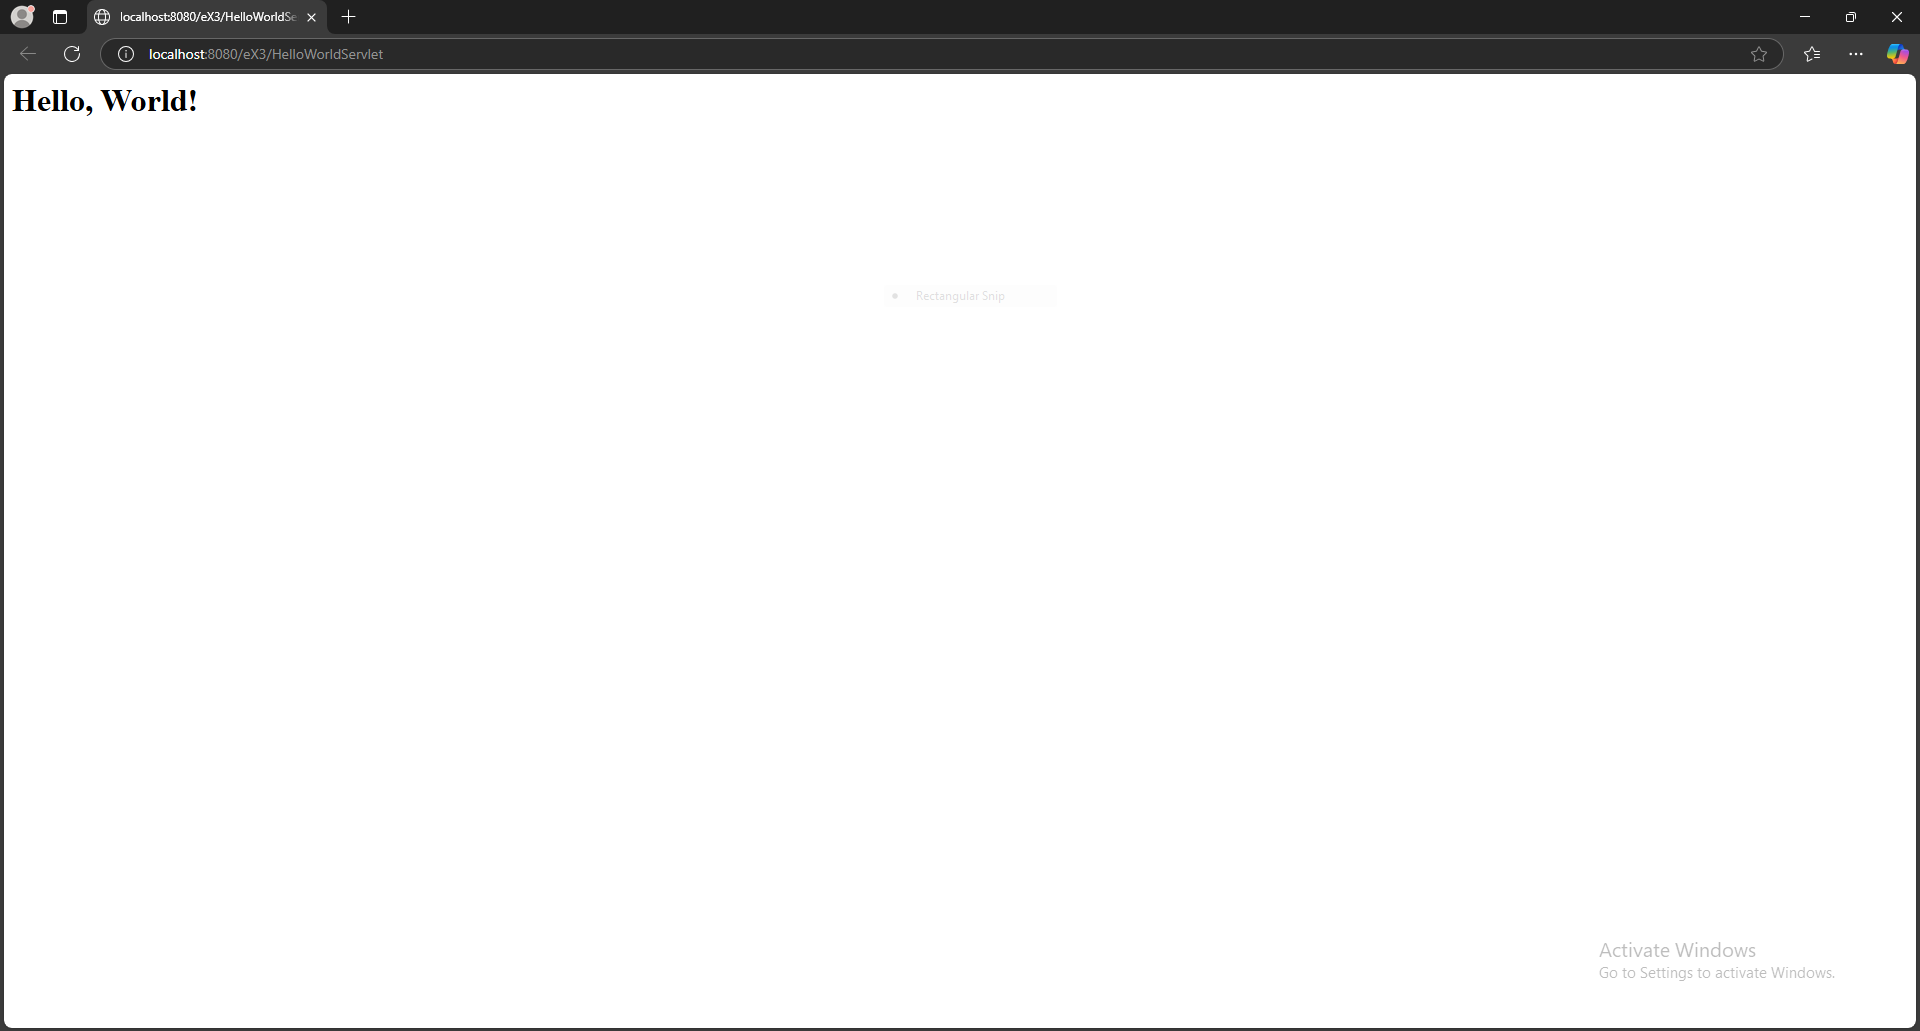 localhost:8080/eX3/HelloWorldSe
localhost:8080/eX3/HelloWorldServlet
Hello, World!
Rectangular Snip
Activate Windows
Go to Settings to activate Windows.